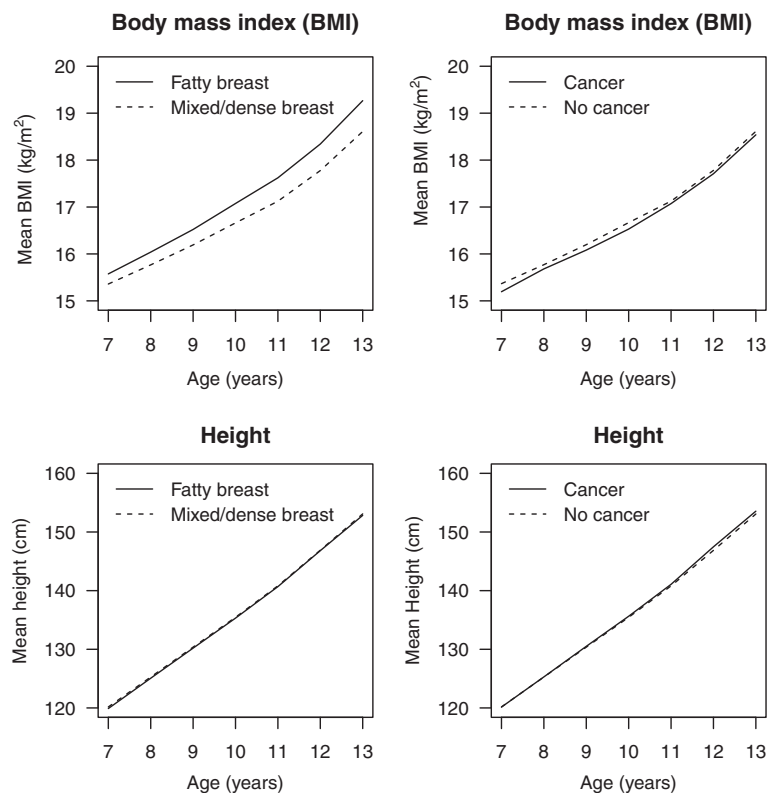 Body mass index (BMI)
20
19
18
17
16
15
Mean BMI (kg/m²)
Fatty breast
Mixed/dense breast
7 8 9 10 11 12 13
Age (years)
Body mass index (BMI)
20
19
18
17
16
15
Mean BMI (kg/m²)
Cancer
No cancer
7 8 9 10 11 12 13
Age (years)
Height
160
150
140
130
120
Mean height (cm)
Fatty breast
Mixed/dense breast
7 8 9 10 11 12 13
Age (years)
Height
160
150
140
130
120
Mean Height (cm)
Cancer
No cancer
7 8 9 10 11 12 13
Age (years)